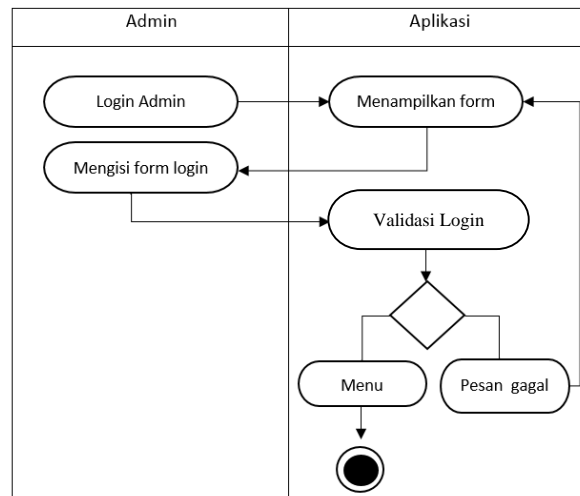 Admin
Aplikasi
Login Admin
Menampilkan form
Mengisi form login
Validasi Login
Menu
Pesan gagal